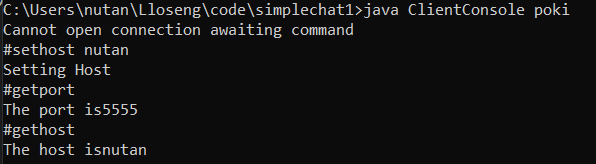 C:\Users\nutan\Lloseng\code\simplechat1>java ClientConsole poki
Cannot open connection awaiting command
#sethost nutan
Setting Host
#getport
The port is5555
#gethost
The host isnutan